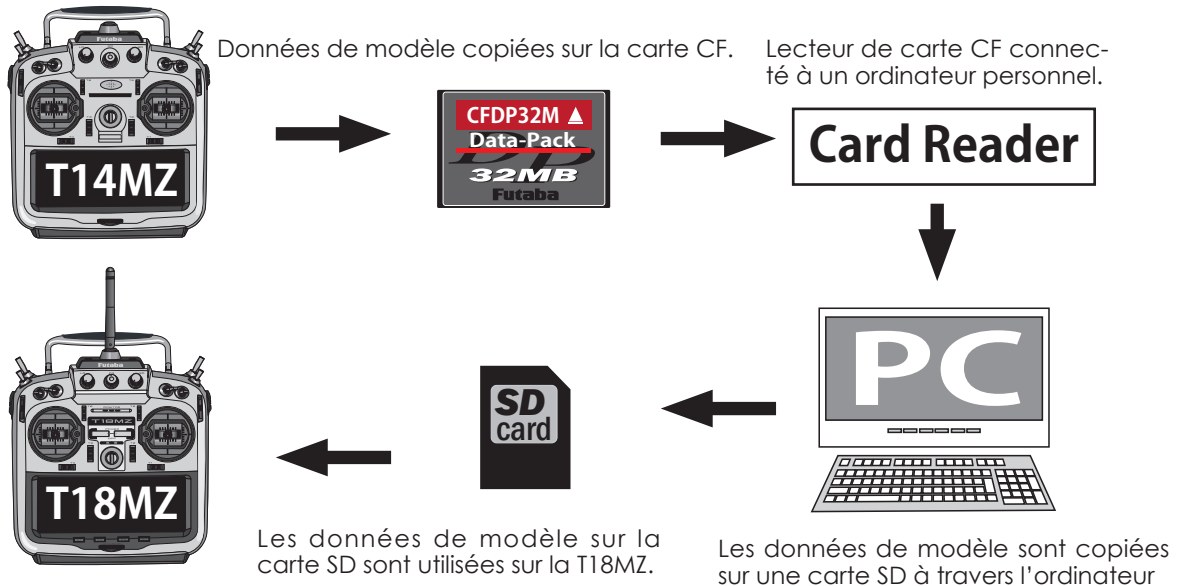 Données de modèle copiées sur la carte CF.
Lecteur de carte CF connec-
té à un ordinateur personnel.
T14MZ
CFDP32M
Data-Pack
DP
32MB
Futaba
Card Reader
PC
Futaba
T18MZ
T18MZ
SD
card
Les données de modèle sur la
carte SD sont utilisées sur la T18MZ.
Les données de modèle sont copiées
sur une carte SD à travers l’ordinateur